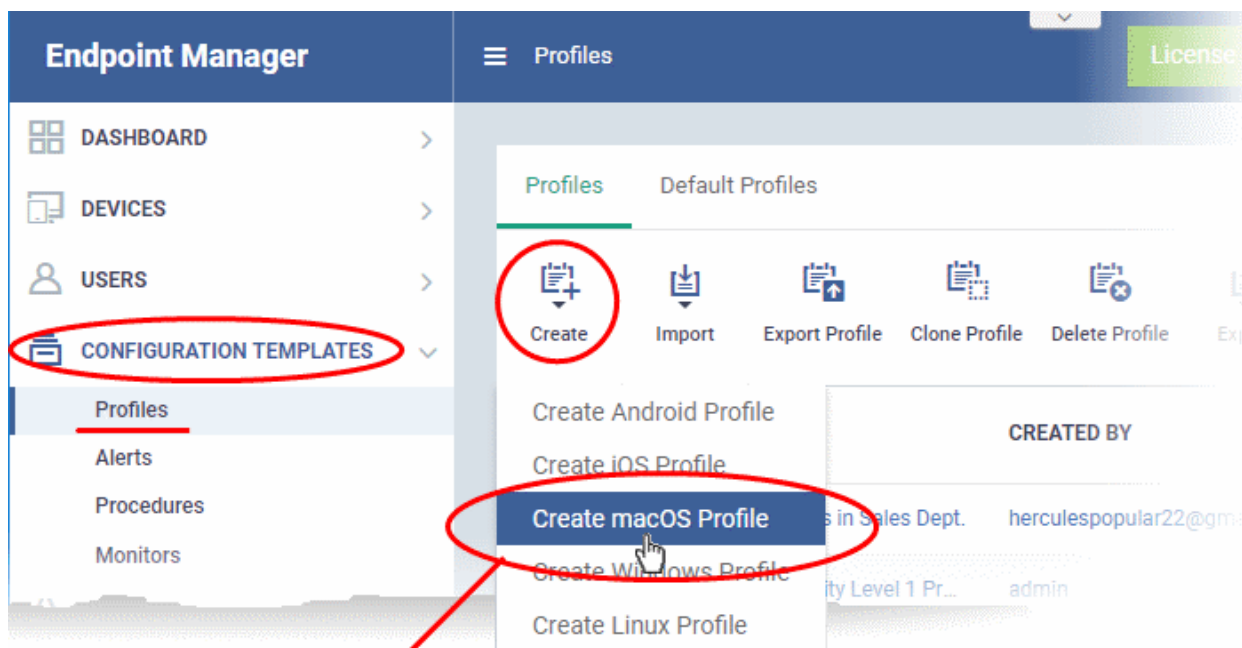 Endpoint Manager
Profiles
License
DASHBOARD
DEVICES
USERS
CONFIGURATION TEMPLATES
Profiles
Alerts
Procedures
Monitors
Profiles Default Profiles
Create Import Export Profile Clone Profile Delete Profile
CREATED BY
Create Android Profile
Create iOS Profile
Create macOS Profile
s in Sales Dept. herculespopular22@gm
Create Windows Profile
ity Level 1 Pr... admin
Create Linux Profile